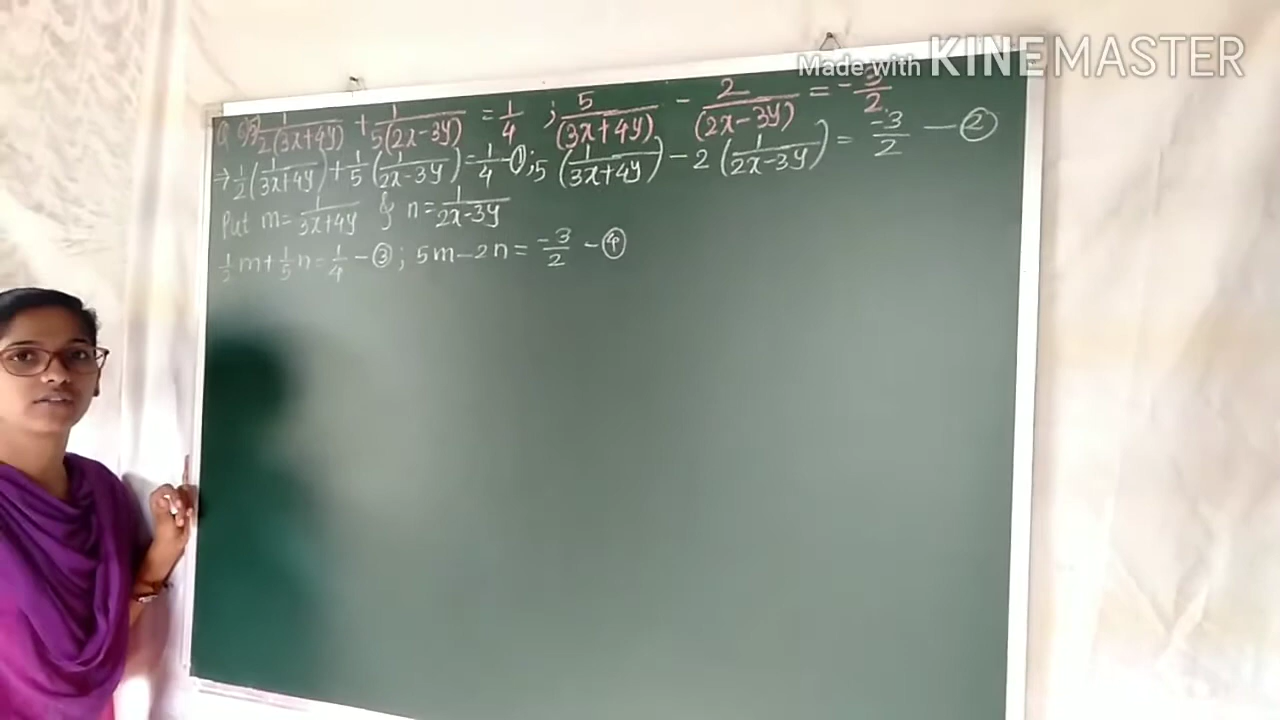 Made with KINEMASTER
1/2(3x+4y) + 1/5(2x-3y) = 1/4 ; 5/(3x+4y) - 2/(2x-3y) = -3/2
⇒ 1/2 (1/3x+4y) + 1/5 (1/2x-3y) = 1/4 - ① ; 5 (1/3x+4y) - 2 (1/2x-3y) = -3/2 - ②
Put m = 1/3x+4y & n = 1/2x-3y
1/2 m + 1/5 n = 1/4 - ③ ; 5m - 2n = -3/2 - ④